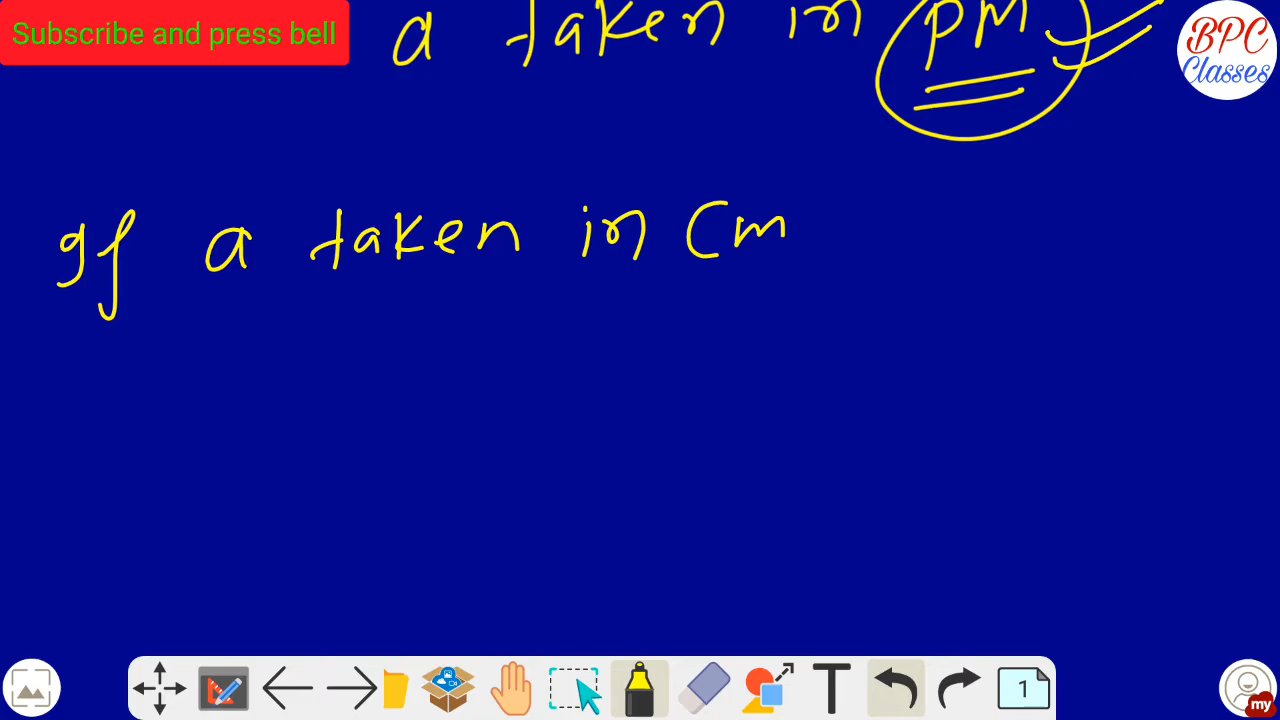 Subscribe and press bell
a taken in PM
BPC
Classes
If a taken in Cm
1
my